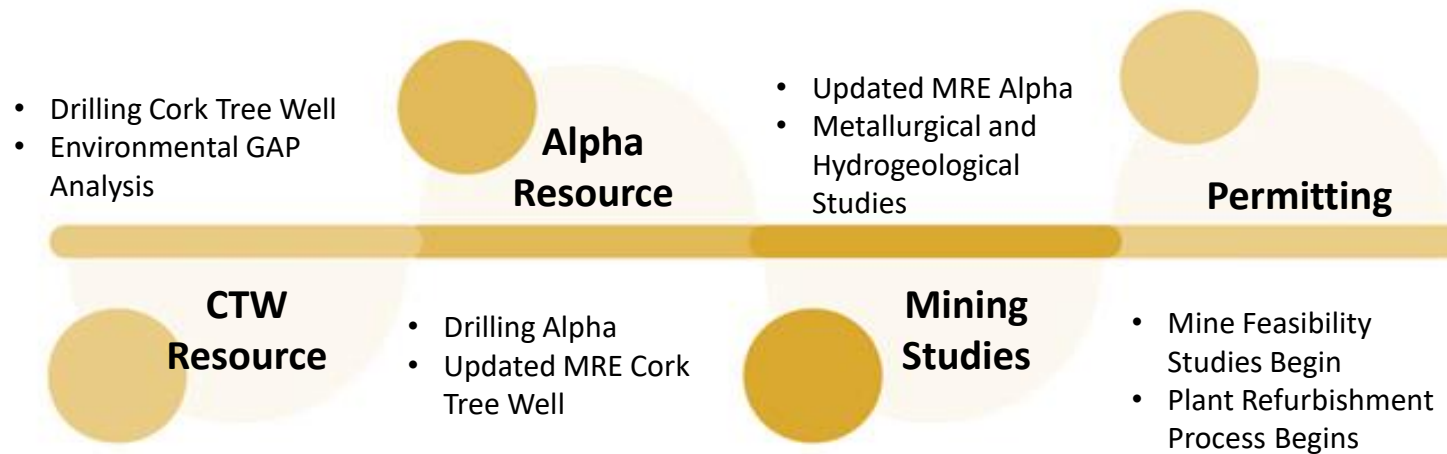 • Drilling Cork Tree Well
• Environmental GAP
Analysis
CTW
Resource
Alpha
Resource
• Drilling Alpha
• Updated MRE Cork
Tree Well
• Updated MRE Alpha
• Metallurgical and
Hydrogeological
Studies
Mining
Studies
Permitting
• Mine Feasibility
Studies Begin
• Plant Refurbishment
Process Begins